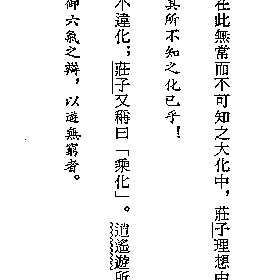 在此無常而不可知之大化中，莊子理想中
其所不知之化已乎！
不違化；莊子又稱曰「乘化」。逍遙遊所
御六氣之辯，以遊無窮者。